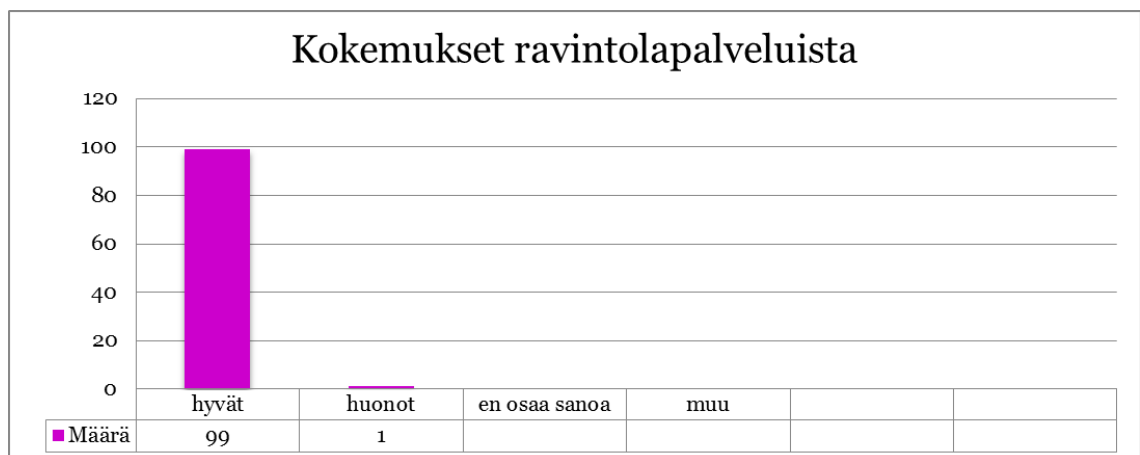 Kokemukset ravintolapalveluista
120
100
80
60
40
20
0
hyvät huonot en osaa sanoa muu
Määrä 99 1